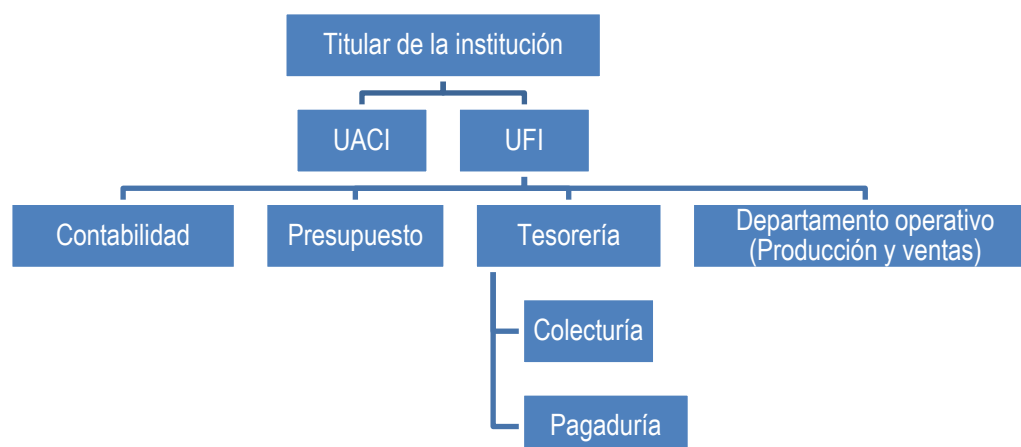 Titular de la institución
UACI
UFI
Contabilidad
Presupuesto
Tesorería
Departamento operativo
(Producción y ventas)
Colecturía
Pagaduría